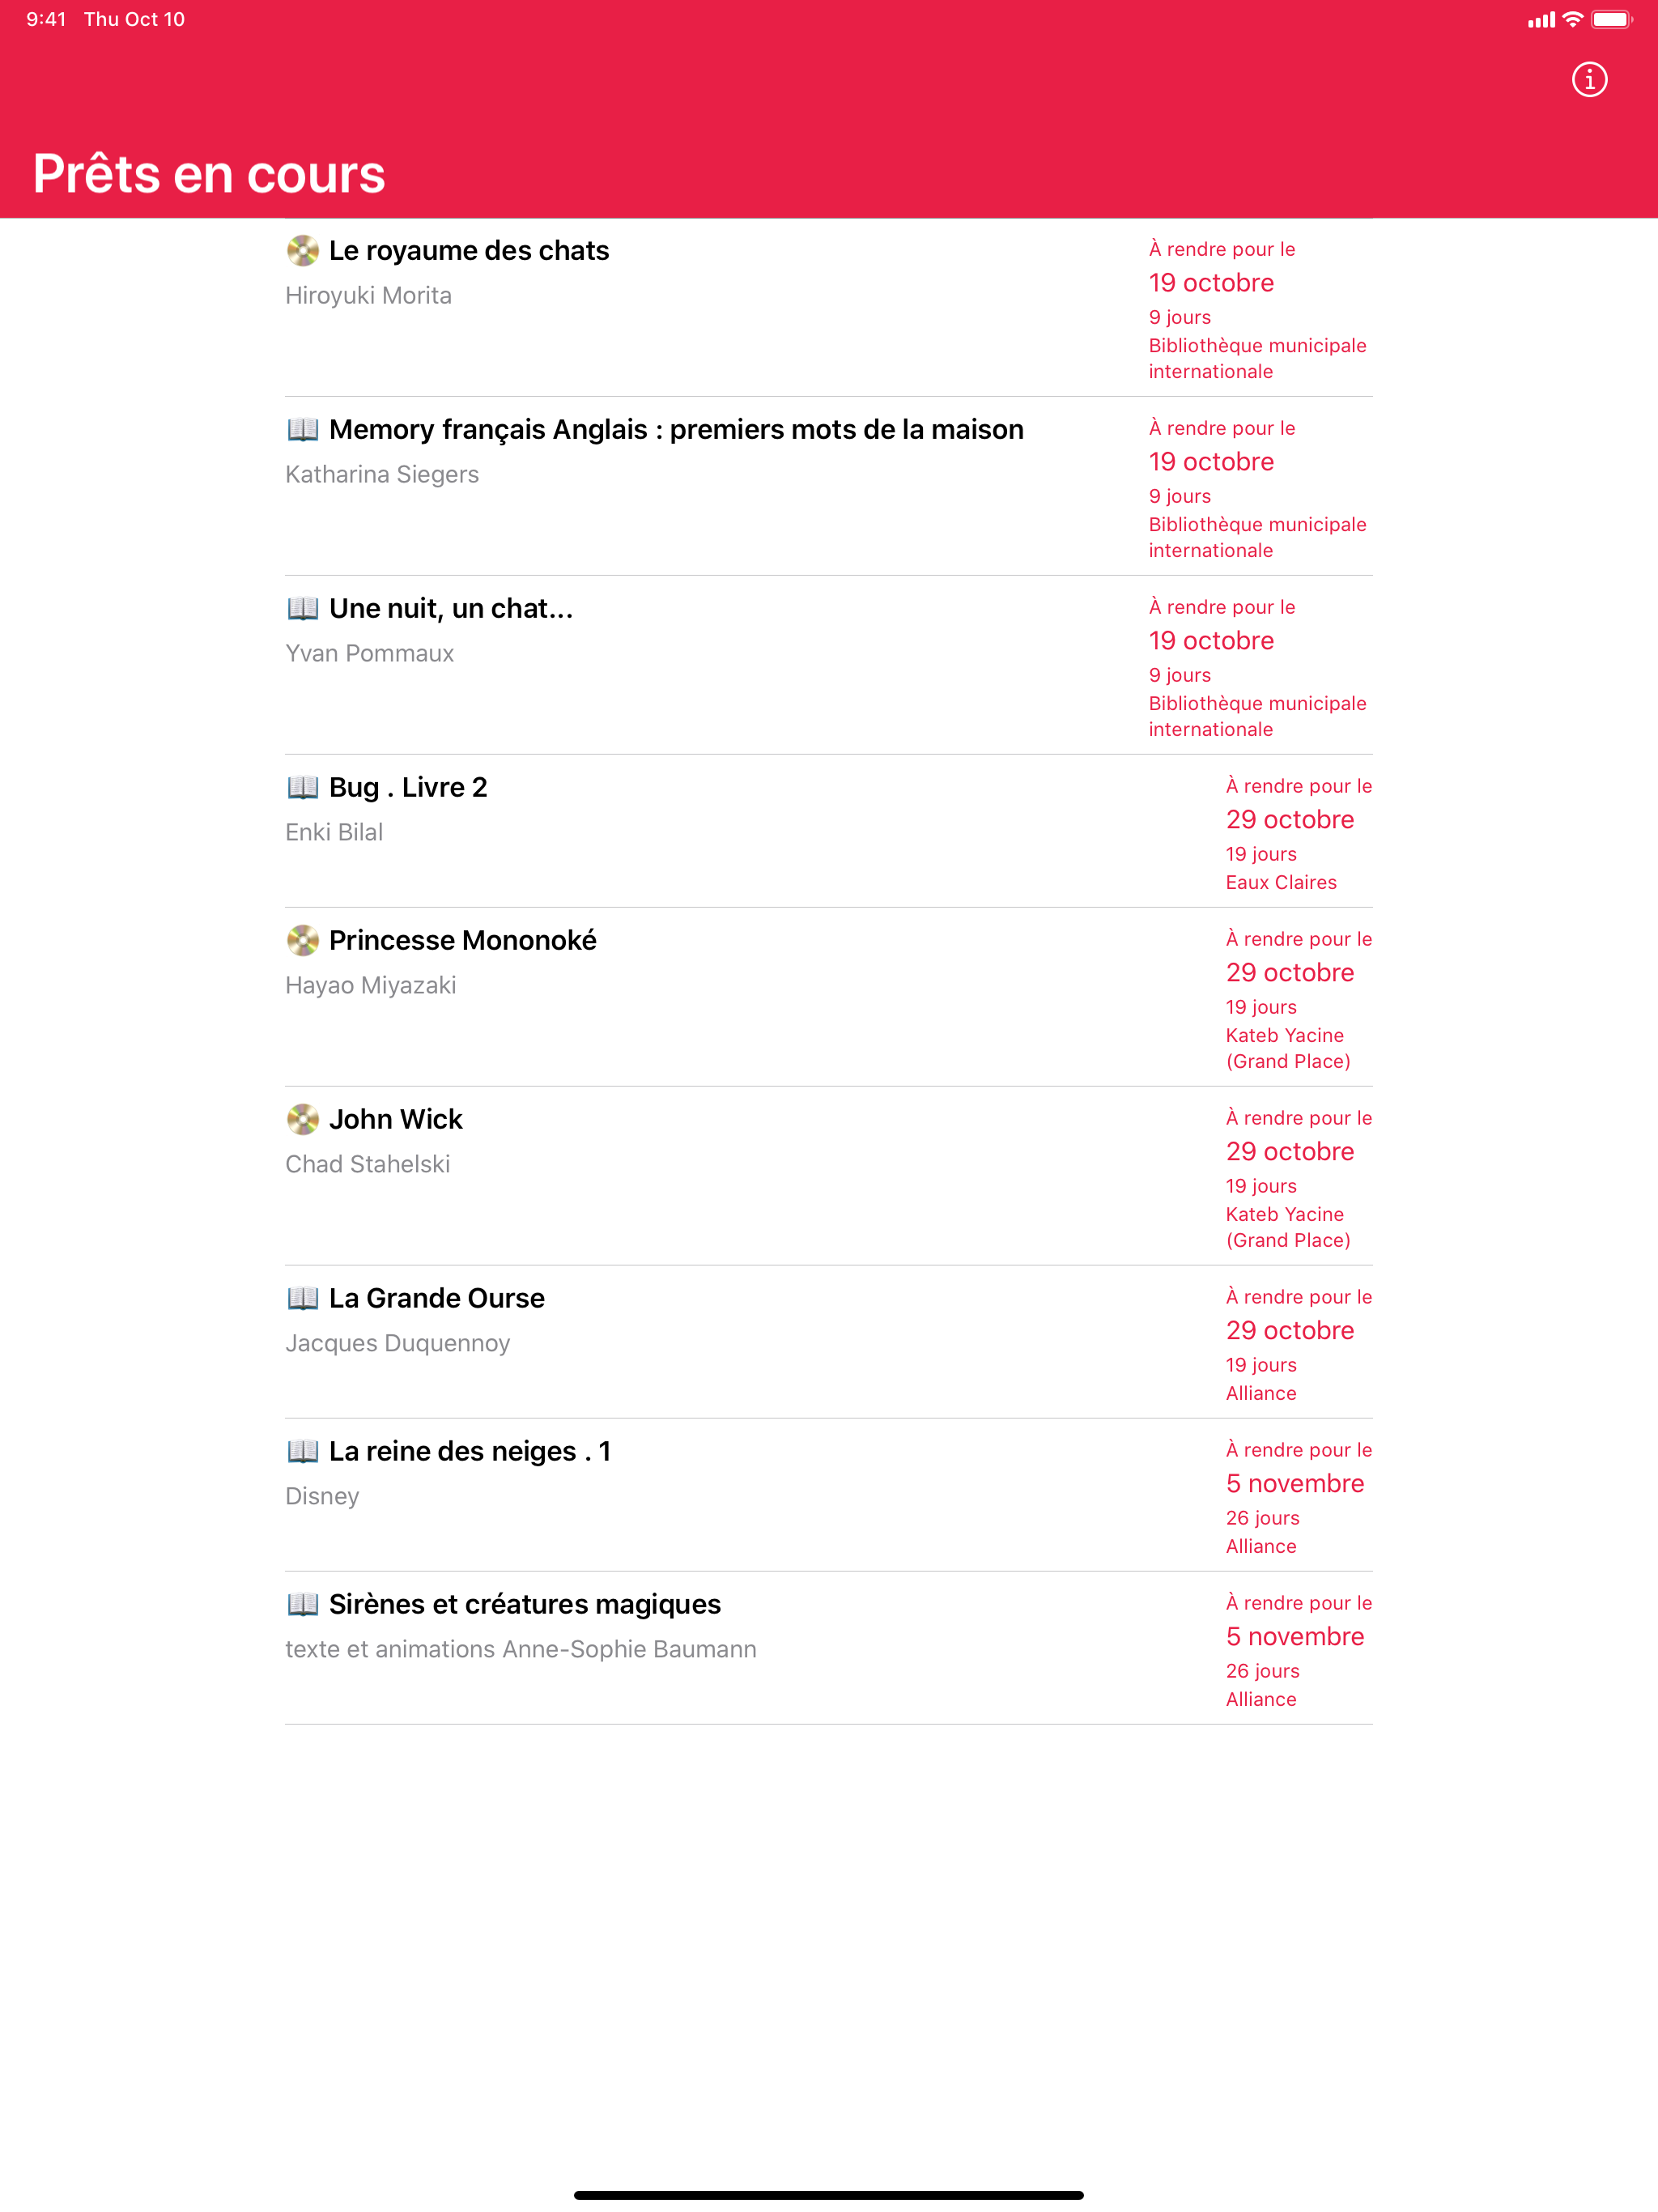 9:41 Thu Oct 10
Prêts en cours
Le royaume des chats
Hiroyuki Morita
À rendre pour le
19 octobre
9 jours
Bibliothèque municipale
internationale
Memory français Anglais : premiers mots de la maison
Katharina Siegers
À rendre pour le
19 octobre
9 jours
Bibliothèque municipale
internationale
Une nuit, un chat...
Yvan Pommaux
À rendre pour le
19 octobre
9 jours
Bibliothèque municipale
internationale
Bug . Livre 2
Enki Bilal
À rendre pour le
29 octobre
19 jours
Eaux Claires
Princesse Mononoké
Hayao Miyazaki
À rendre pour le
29 octobre
19 jours
Kateb Yacine
(Grand Place)
John Wick
Chad Stahelski
À rendre pour le
29 octobre
19 jours
Kateb Yacine
(Grand Place)
La Grande Ourse
Jacques Duquennoy
À rendre pour le
29 octobre
19 jours
Alliance
La reine des neiges . 1
Disney
À rendre pour le
5 novembre
26 jours
Alliance
Sirènes et créatures magiques
texte et animations Anne-Sophie Baumann
À rendre pour le
5 novembre
26 jours
Alliance